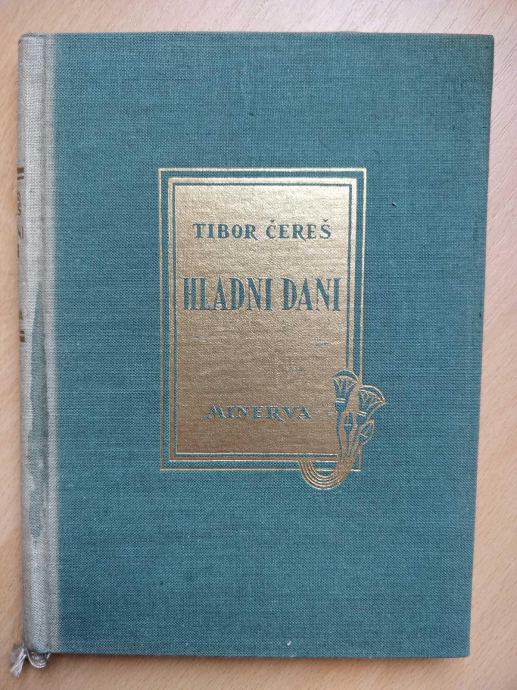 TIBOR ČEREŠ
HLADNI DANI
MINERVA